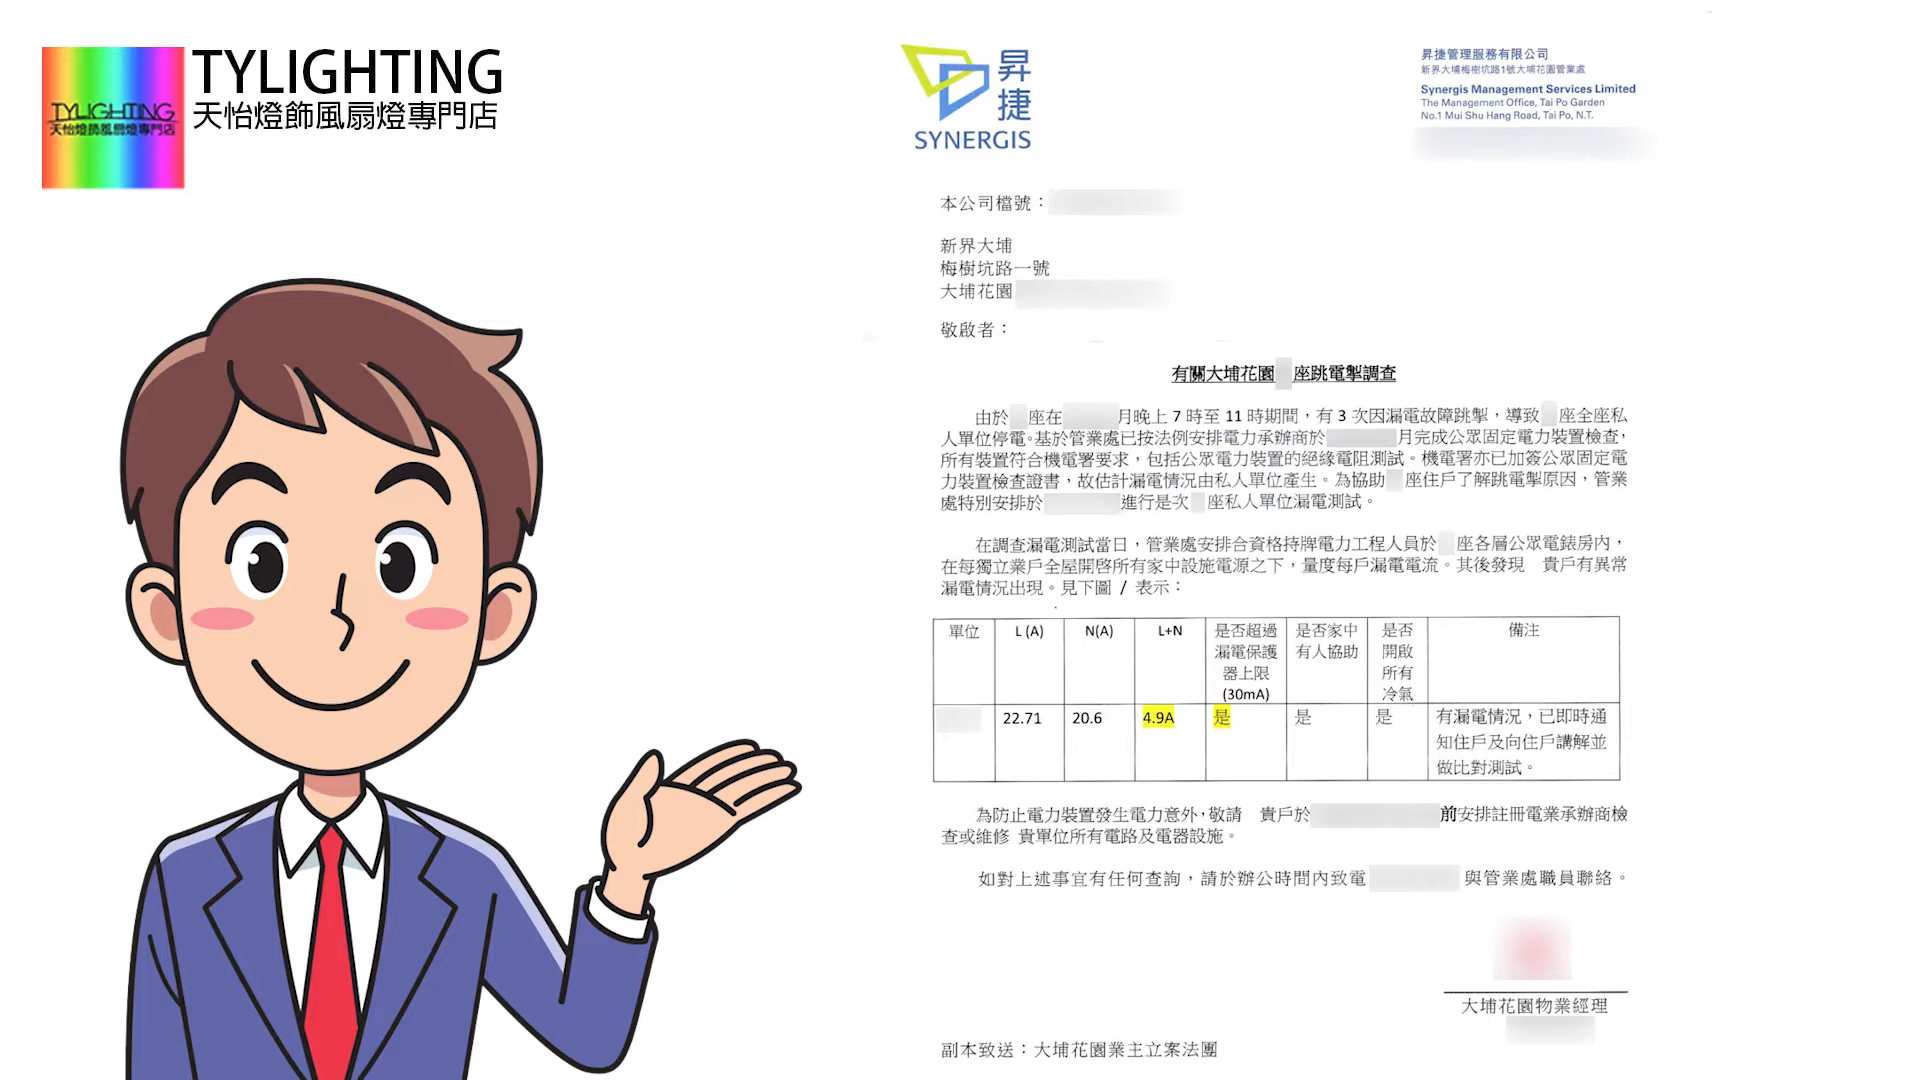 TYLIGHTING
天怡燈飾風扇燈專門店
TYLIGHTING
天怡燈飾風扇燈專門店
昇捷
SYNERGIS
昇捷管理服務有限公司
新界大埔梅樹坑路1號大埔花園管業處
Synergis Management Services Limited
The Management Office, Tai Po Garden
No.1 Mui Shu Hang Road, Tai Po, N.T.
本公司檔號：
新界大埔
梅樹坑路一號
大埔花園
敬啟者：
有關大埔花園 座跳電掣調查
由於 座在 月晚上 7 時至 11 時期間，有 3 次因漏電故障跳掣，導致 座全座私
人單位停電。基於管業處已按法例安排電力承辦商於 月完成公眾固定電力裝置檢查，
所有裝置符合機電署要求，包括公眾電力裝置的絕緣電阻測試。機電署亦已加簽公眾固定電
力裝置檢查證書，故估計漏電情況由私人單位產生。為協助 座住戶了解跳電掣原因，管業
處特別安排於 進行是次 座私人單位漏電測試。
在調查漏電測試當日，管業處安排合資格持牌電力工程人員於 座各層公眾電錶房內，
在每獨立業戶全屋開啓所有家中設施電源之下，量度每戶漏電電流。其後發現 貴戶有異常
漏電情況出現。見下圖 / 表示：
單位 L (A) N(A) L+N 是否超過漏電保護器上限(30mA) 是否家中有人協助 是否開啟所有冷氣 備注
22.71 20.6 4.9A 是 是 是 有漏電情況，已即時通
知住戶及向住戶講解並
做比對測試。
為防止電力裝置發生電力意外，敬請 貴戶於 前安排註冊電業承辦商檢
查或維修 貴單位所有電路及電器設施。
如對上述事宜有任何查詢，請於辦公時間內致電 與管業處職員聯絡。
大埔花園物業經理
副本致送：大埔花園業主立案法團